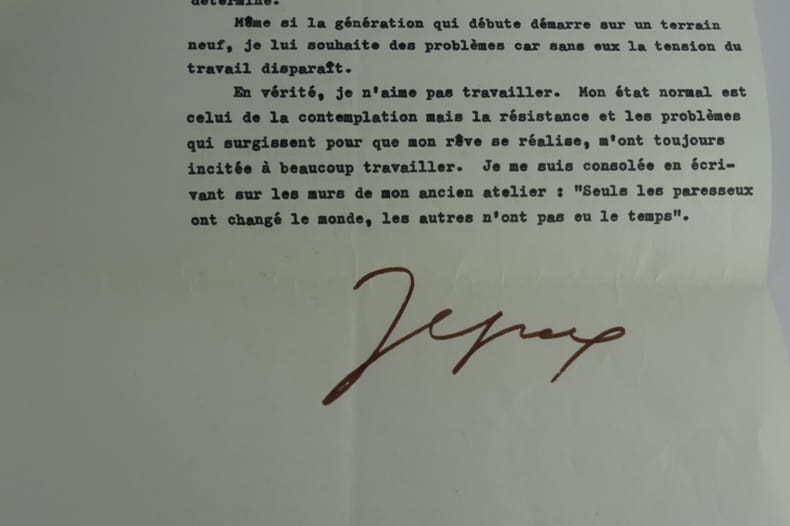 déterminé.
Même si la génération qui débute démarre sur un terrain
neuf, je lui souhaite des problèmes car sans eux la tension du
travail disparaît.
En vérité, je n'aime pas travailler. Mon état normal est
celui de la contemplation mais la résistance et les problèmes
qui surgissent pour que mon rêve se réalise, m'ont toujours
incitée à beaucoup travailler. Je me suis consolée en écri-
vant sur les murs de mon ancien atelier : "Seuls les paresseux
ont changé le monde, les autres n'ont pas eu le temps".